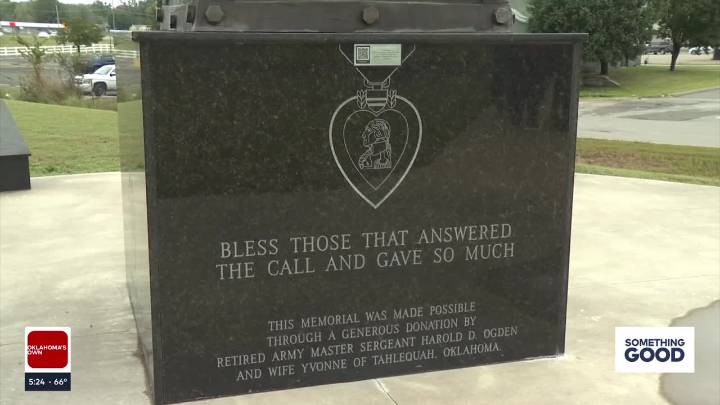 BLESS THOSE THAT ANSWERED
THE CALL AND GAVE SO MUCH
THIS MEMORIAL WAS MADE POSSIBLE
THROUGH A GENEROUS DONATION BY
RETIRED ARMY MASTER SERGEANT HAROLD D. OGDEN
AND WIFE YVONNE OF TAHLEQUAH, OKLAHOMA.
OKLAHOMA'S
OWN
5:24 66°
SOMETHING
GOOD